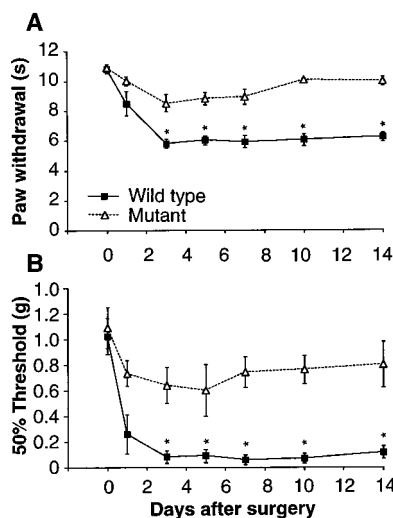 A
Paw withdrawal (s)
12
10
8
6
4
2
0
* * * * *
Wild type
Mutant
0 2 4 6 8 10 12 14
B
50% Threshold (g)
1.0
1.2
1.0
0.8
0.6
0.4
0.2
0
* * * * *
0 2 4 6 8 10 12 14
Days after surgery